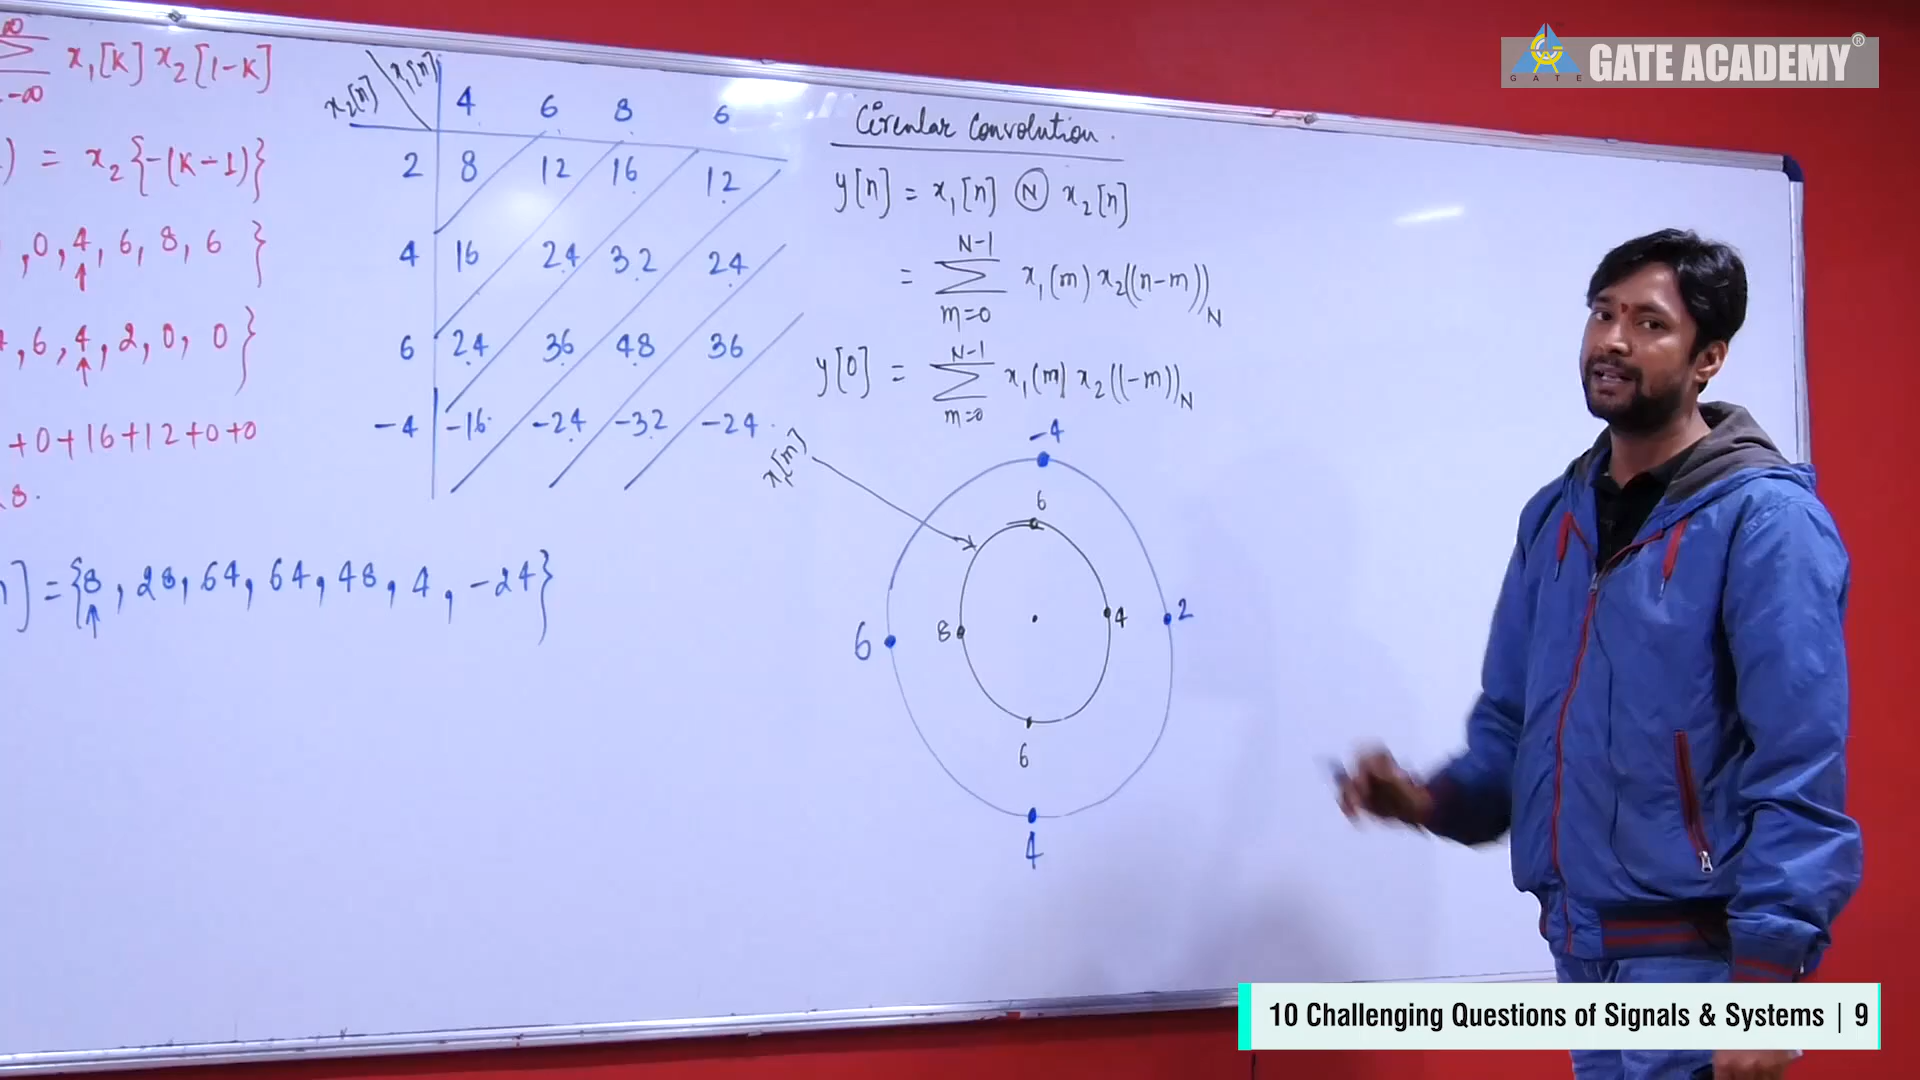 ∞
Σ x₁[k] x₂[1-k]
-∞
) = x₂{-(k-1)}
,0,4,6,8,6 }
↑
,6,4,2,0,0 }
↑
+0+16+12+0+0
8.
] = {8, 28, 64, 64, 48, 4, -24}
↑
x₂[n] \ x₁[n] 4 6 8 6
2 8 12 16 12
4 16 24 32 24
6 24 36 48 36
-4 -16 -24 -32 -24
Circular Convolution.
y[n] = x₁[n] Ⓝ x₂[n]
N-1
= Σ x₁(m) x₂((n-m))N
m=0
N-1
y[0] = Σ x₁(m) x₂((-m))N
m=0
x₁[m]
-4
6
6 8 4 2
6
4
GATE
GATE ACADEMY®
10 Challenging Questions of Signals & Systems | 9